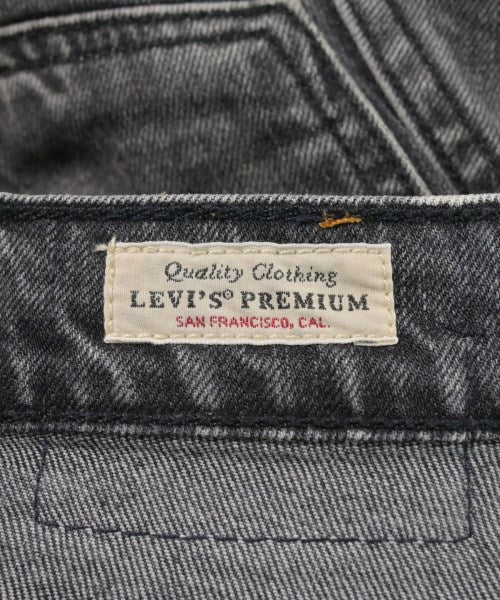 Quality Clothing
LEVI'S® PREMIUM
SAN FRANCISCO, CAL.